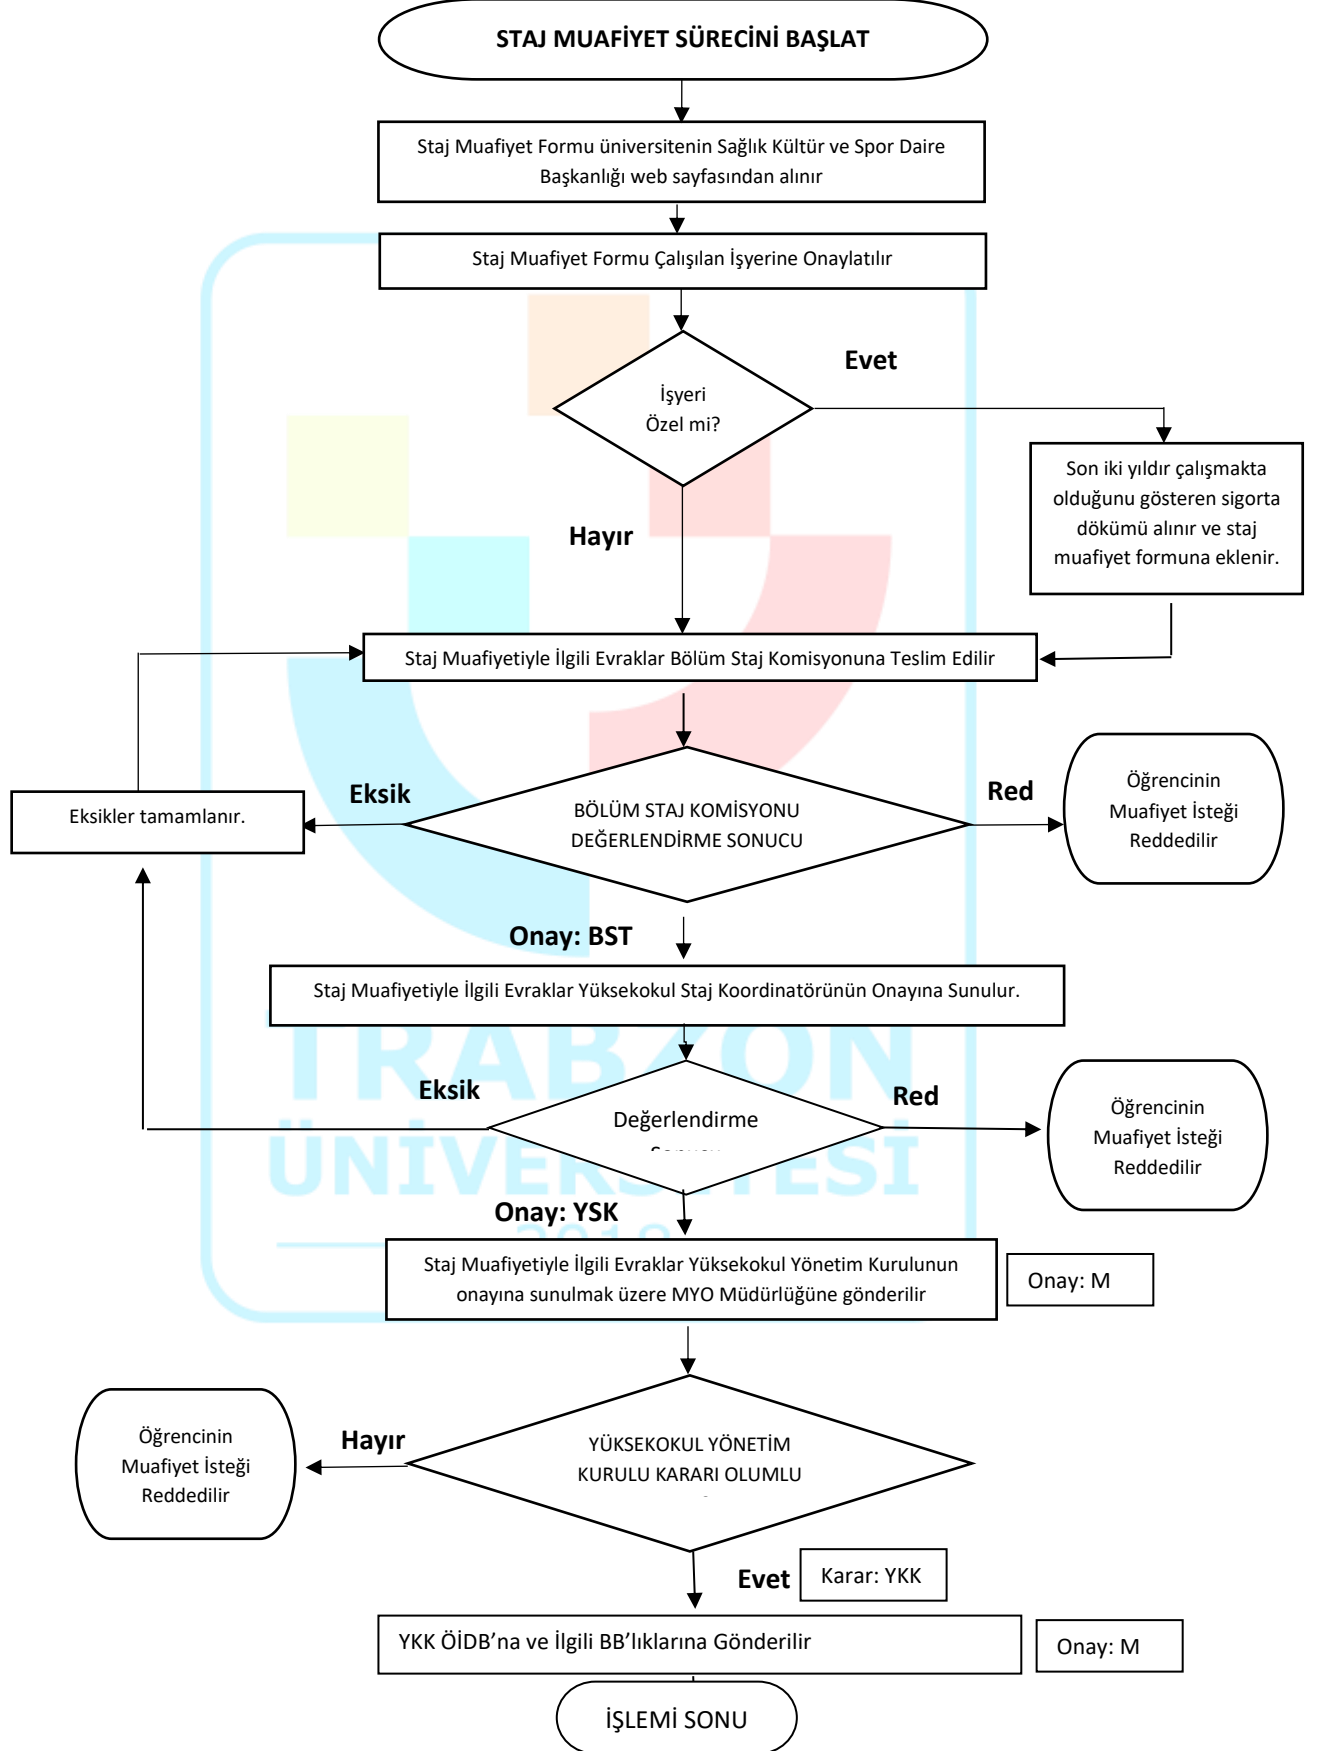 STAJ MUAFİYET SÜRECİNİ BAŞLAT
Staj Muafiyet Formu üniversitenin Sağlık Kültür ve Spor Daire
Başkanlığı web sayfasından alınır
Staj Muafiyet Formu Çalışılan İşyerine Onaylatılır
Evet
İşyeri
Özel mi?
Son iki yıldır çalışmakta
olduğunu gösteren sigorta
dökümü alınır ve staj
muafiyet formuna eklenir.
Hayır
Staj Muafiyetiyle İlgili Evraklar Bölüm Staj Komisyonuna Teslim Edilir
Eksik
Red
Öğrencinin
Muafiyet İsteği
Reddedilir
Eksikler tamamlanır.
BÖLÜM STAJ KOMİSYONU
DEĞERLENDİRME SONUCU
Onay: BST
Staj Muafiyetiyle İlgili Evraklar Yüksekokul Staj Koordinatörünün Onayına Sunulur.
TRABZON
ÜNİVERSİTESİ
2018
Eksik
Red
Değerlendirme
Öğrencinin
Muafiyet İsteği
Reddedilir
Onay: YSK
Staj Muafiyetiyle İlgili Evraklar Yüksekokul Yönetim Kurulunun
onayına sunulmak üzere MYO Müdürlüğüne gönderilir
Onay: M
Öğrencinin
Muafiyet İsteği
Reddedilir
Hayır
YÜKSEKOKUL YÖNETİM
KURULU KARARI OLUMLU
Evet
Karar: YKK
YKK ÖİDB’na ve İlgili BB’lıklarına Gönderilir
Onay: M
İŞLEMİ SONU